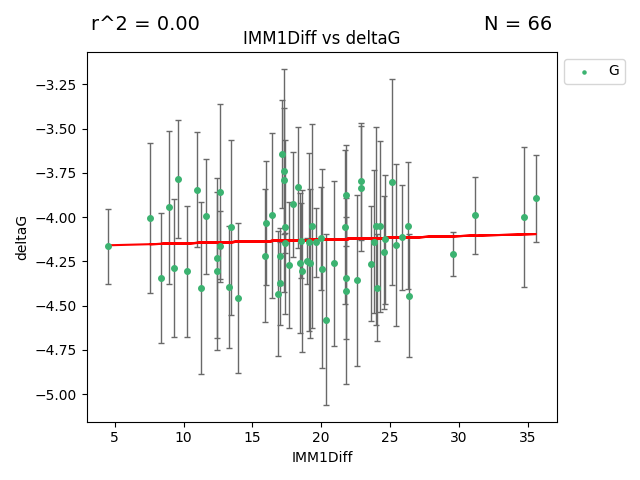 r^2 = 0.00
N = 66
IMM1Diff vs deltaG
G
deltaG
−3.25
−3.50
−3.75
−4.00
−4.25
−4.50
−4.75
−5.00
5 10 15 20 25 30 35
IMM1Diff